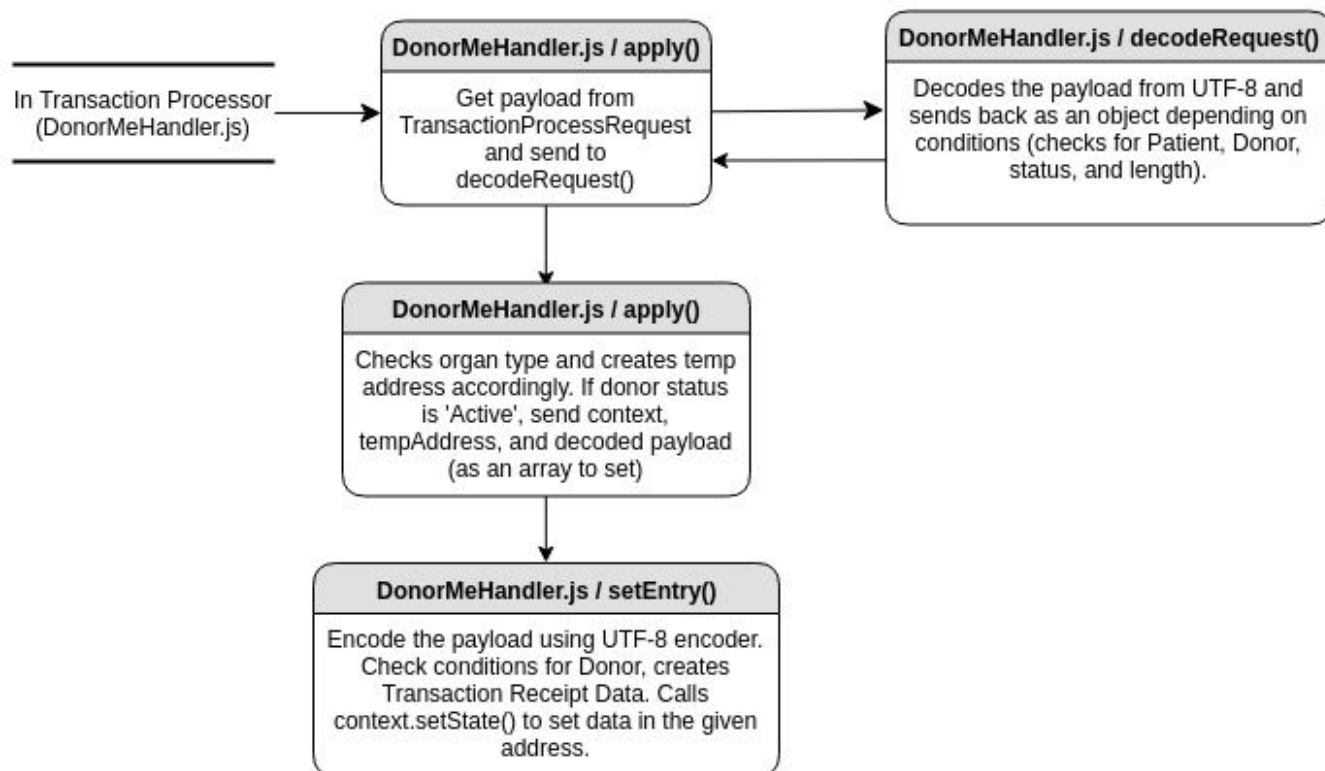 In Transaction Processor
(DonorMeHandler.js)
DonorMeHandler.js / apply()
Get payload from
TransactionProcessRequest
and send to
decodeRequest()
DonorMeHandler.js / decodeRequest()
Decodes the payload from UTF-8 and
sends back as an object depending on
conditions (checks for Patient, Donor,
status, and length).
DonorMeHandler.js / apply()
Checks organ type and creates temp
address accordingly. If donor status
is 'Active', send context,
tempAddress, and decoded payload
(as an array to set)
DonorMeHandler.js / setEntry()
Encode the payload using UTF-8 encoder.
Check conditions for Donor, creates
Transaction Receipt Data. Calls
context.setState() to set data in the given
address.